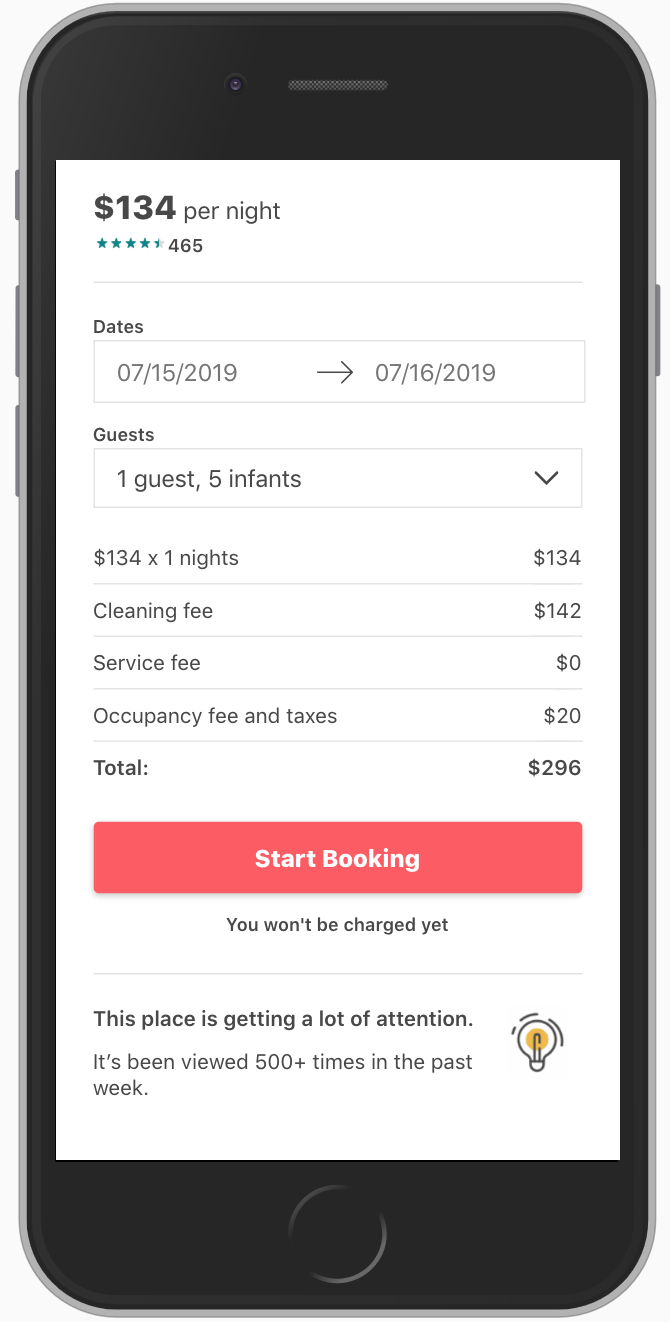 $134 per night
465
Dates
07/15/2019 → 07/16/2019
Guests
1 guest, 5 infants
$134 x 1 nights $134
Cleaning fee $142
Service fee $0
Occupancy fee and taxes $20
Total: $296
Start Booking
You won't be charged yet
This place is getting a lot of attention.
It’s been viewed 500+ times in the past
week.